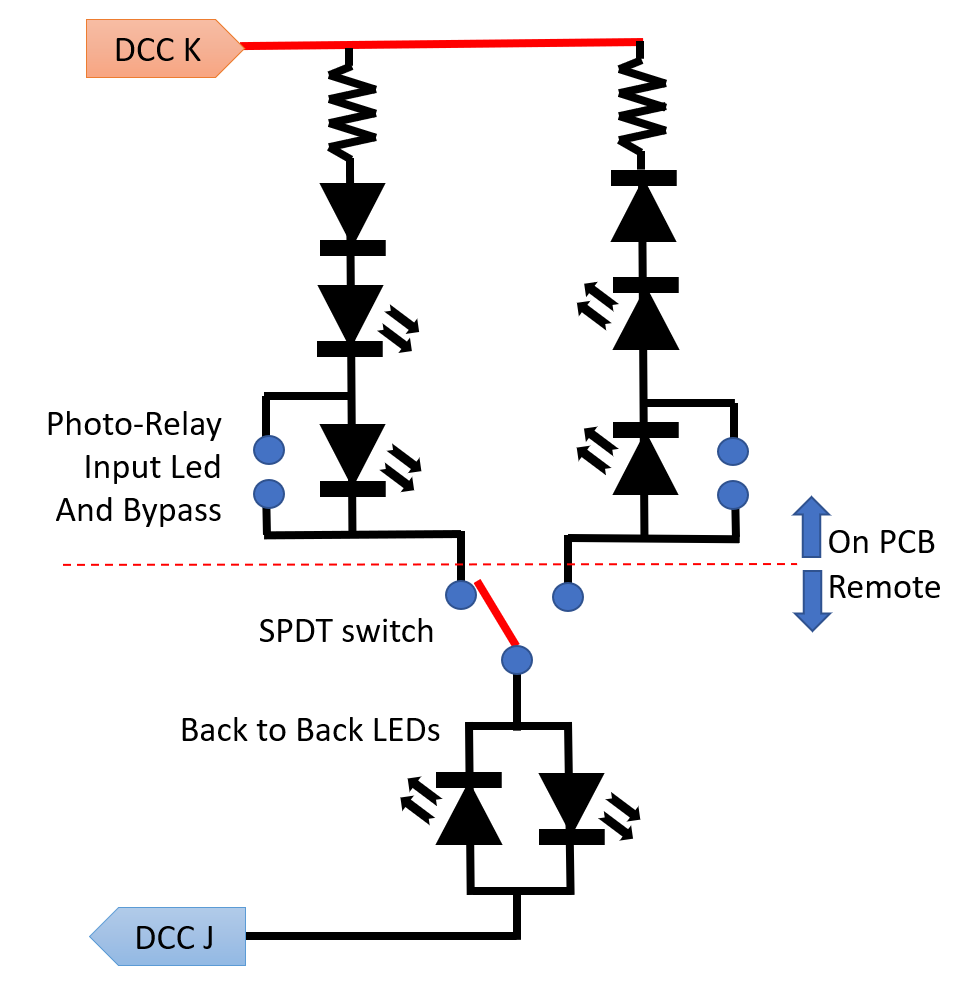 DCC K
Photo-Relay
Input Led
And Bypass
On PCB
Remote
SPDT switch
Back to Back LEDs
DCC J